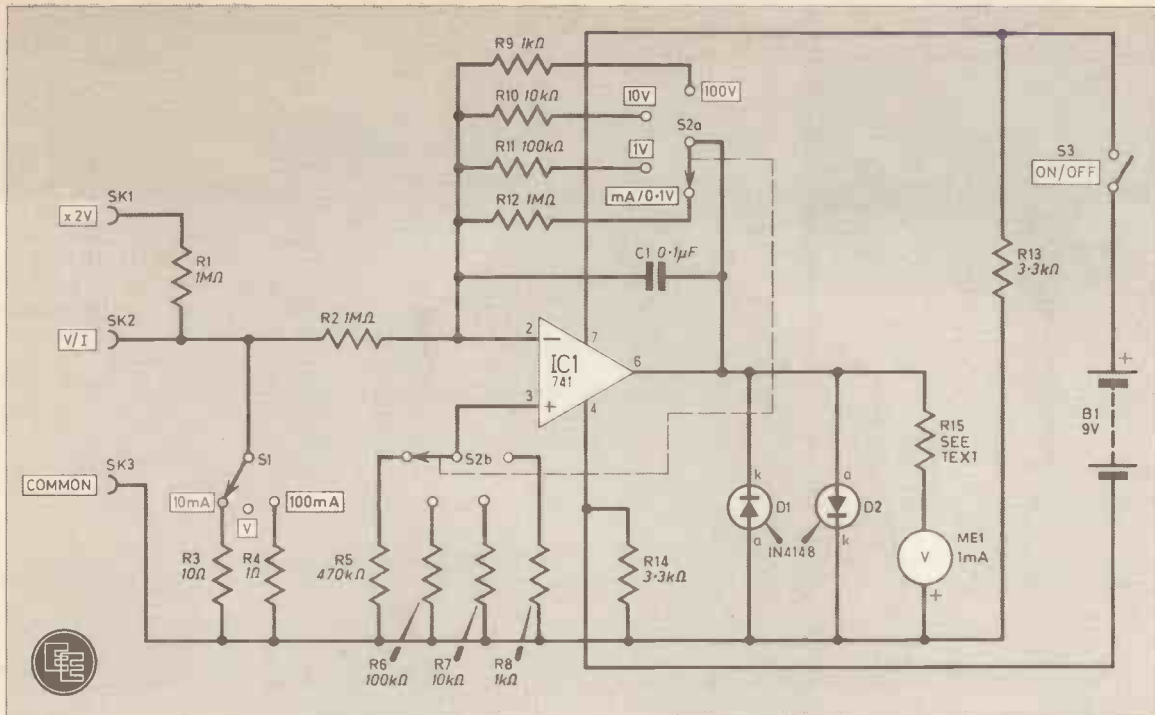 R9 1kΩ
100V
R10 10kΩ
10V
S2a
R11 100kΩ
1V
R12 1MΩ
mA/0·1V
S3
ON/OFF
SK1
x2V
R1
1MΩ
C1 0·1µF
R13
3·3kΩ
SK2
V/I
R2 1MΩ
2
7
IC1
741
6
3
4
+
B1
9V
R15
SEE
TEXT
SK3
COMMON
S1
S2b
10mA
V
100mA
k
D1
a
a
D2
k
IN4148
ME1
1mA
V
+
R3
10Ω
R4
1Ω
R5
470kΩ
R14
3·3kΩ
R6
100kΩ
R7
10kΩ
R8
1kΩ
EE